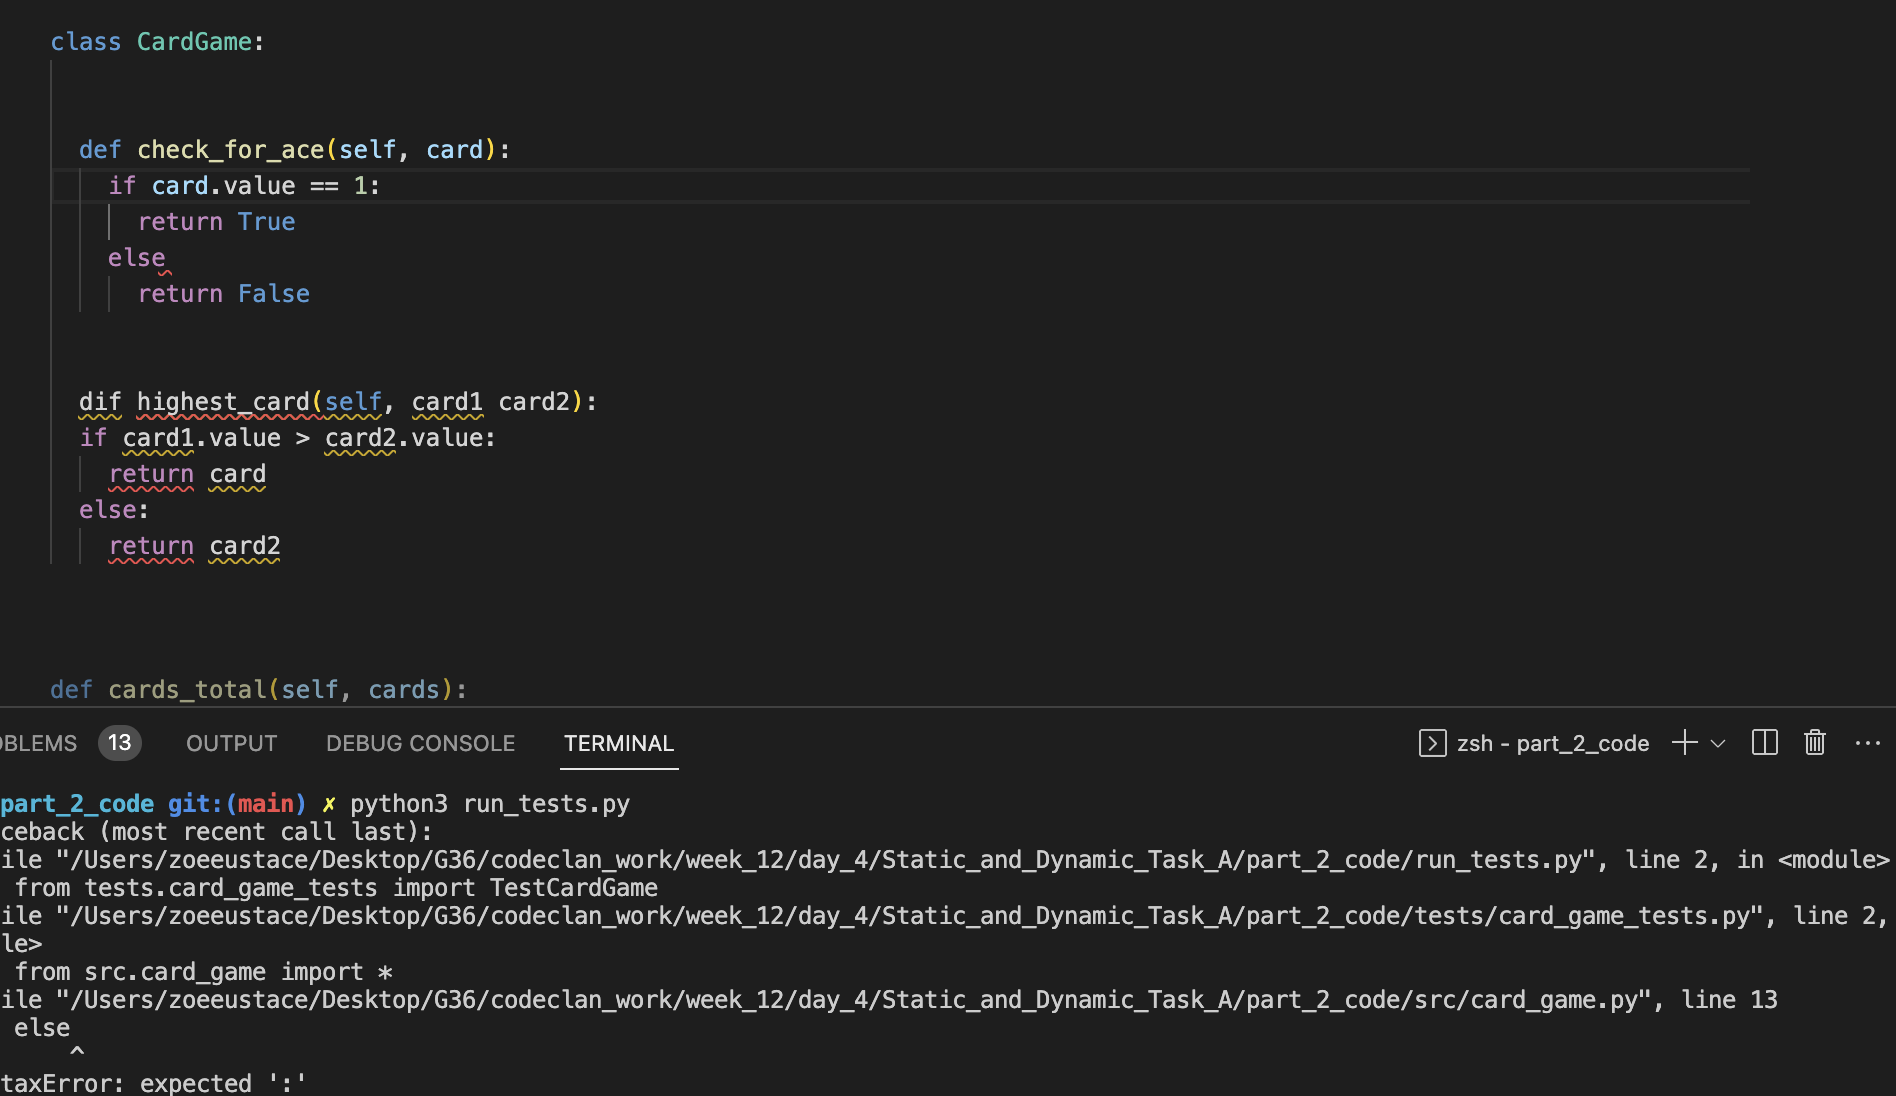 class CardGame:
def check_for_ace(self, card):
if card.value == 1:
return True
else
return False
dif highest_card(self, card1 card2):
if card1.value > card2.value:
return card
else:
return card2
def cards_total(self, cards):
OBLEMS 13 OUTPUT DEBUG CONSOLE TERMINAL zsh - part_2_code
part_2_code git:(main) ✗ python3 run_tests.py
ceback (most recent call last):
ile "/Users/zoeeustace/Desktop/G36/codeclan_work/week_12/day_4/Static_and_Dynamic_Task_A/part_2_code/run_tests.py", line 2, in <module>
from tests.card_game_tests import TestCardGame
ile "/Users/zoeeustace/Desktop/G36/codeclan_work/week_12/day_4/Static_and_Dynamic_Task_A/part_2_code/tests/card_game_tests.py", line 2,
le>
from src.card_game import *
ile "/Users/zoeeustace/Desktop/G36/codeclan_work/week_12/day_4/Static_and_Dynamic_Task_A/part_2_code/src/card_game.py", line 13
else
^
taxError: expected ':'